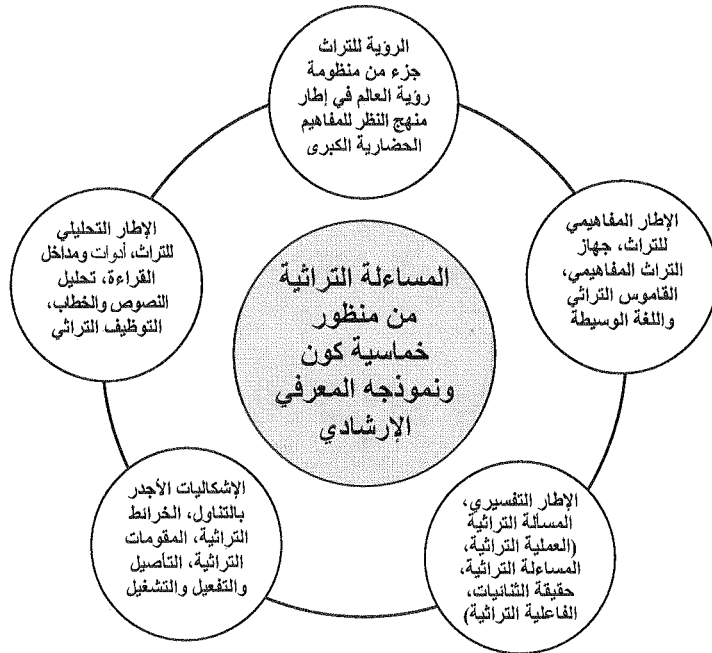 الرؤية للتراث
جزء من منظومة
رؤية العالم في إطار
منهج النظر للمفاهيم
الحضارية الكبرى
الإطار المفاهيمي
للتراث، جهاز
التراث المفاهيمي،
القاموس التراثي
واللغة الوسيطة
الإطار التفسيري،
المسألة التراثية
(العملية التراثية،
المساءلة التراثية،
حقيقة الثنائيات،
الفاعلية التراثية)
الإشكاليات الأجدر
بالتناول، الخرائط
التراثية، المقومات
التراثية، التأصيل
والتفعيل والتشغيل
الإطار التحليلي
للتراث، أدوات ومداخل
القراءة، تحليل
النصوص والخطاب،
التوظيف التراثي
المساءلة التراثية
من منظور
خماسية كون
ونموذجه المعرفي
الإرشادي